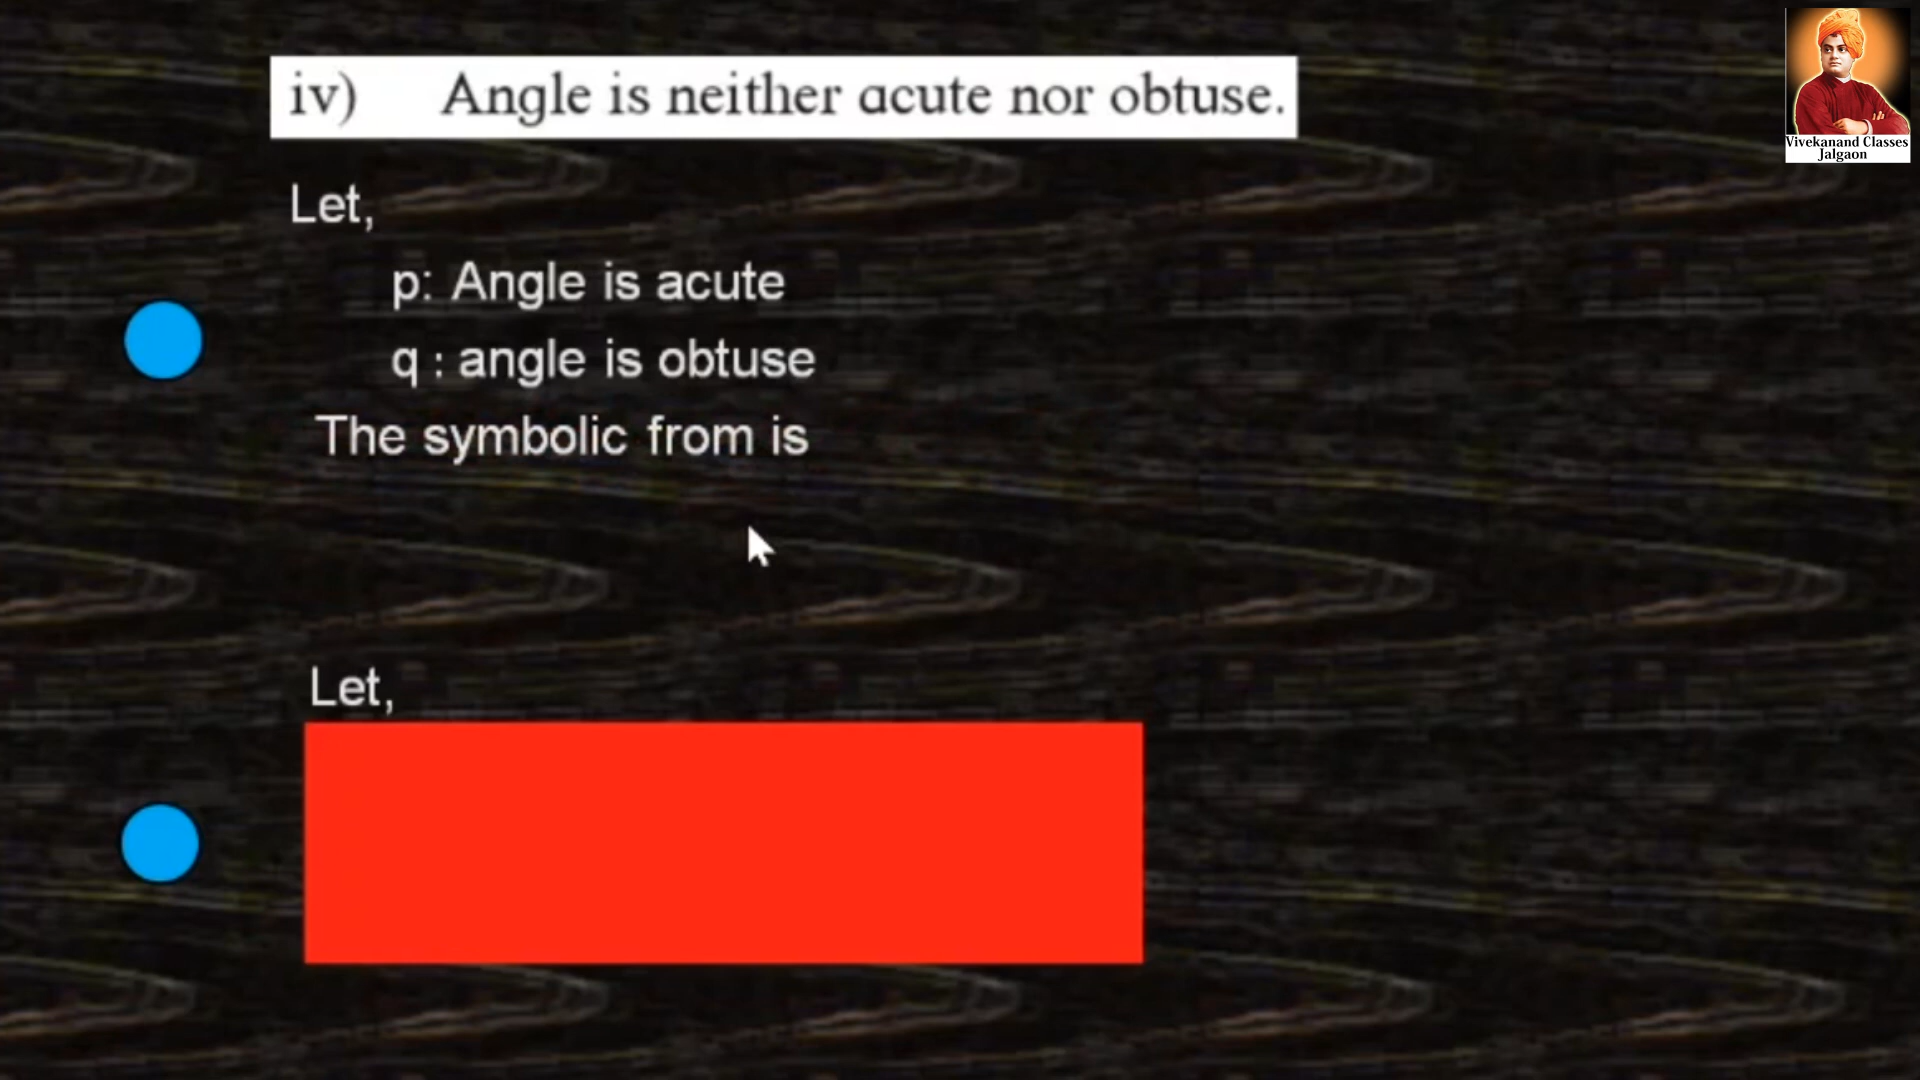 iv) Angle is neither acute nor obtuse.
Vivekanand Classes
Jalgaon
Let,
p: Angle is acute
q : angle is obtuse
The symbolic from is
Let,